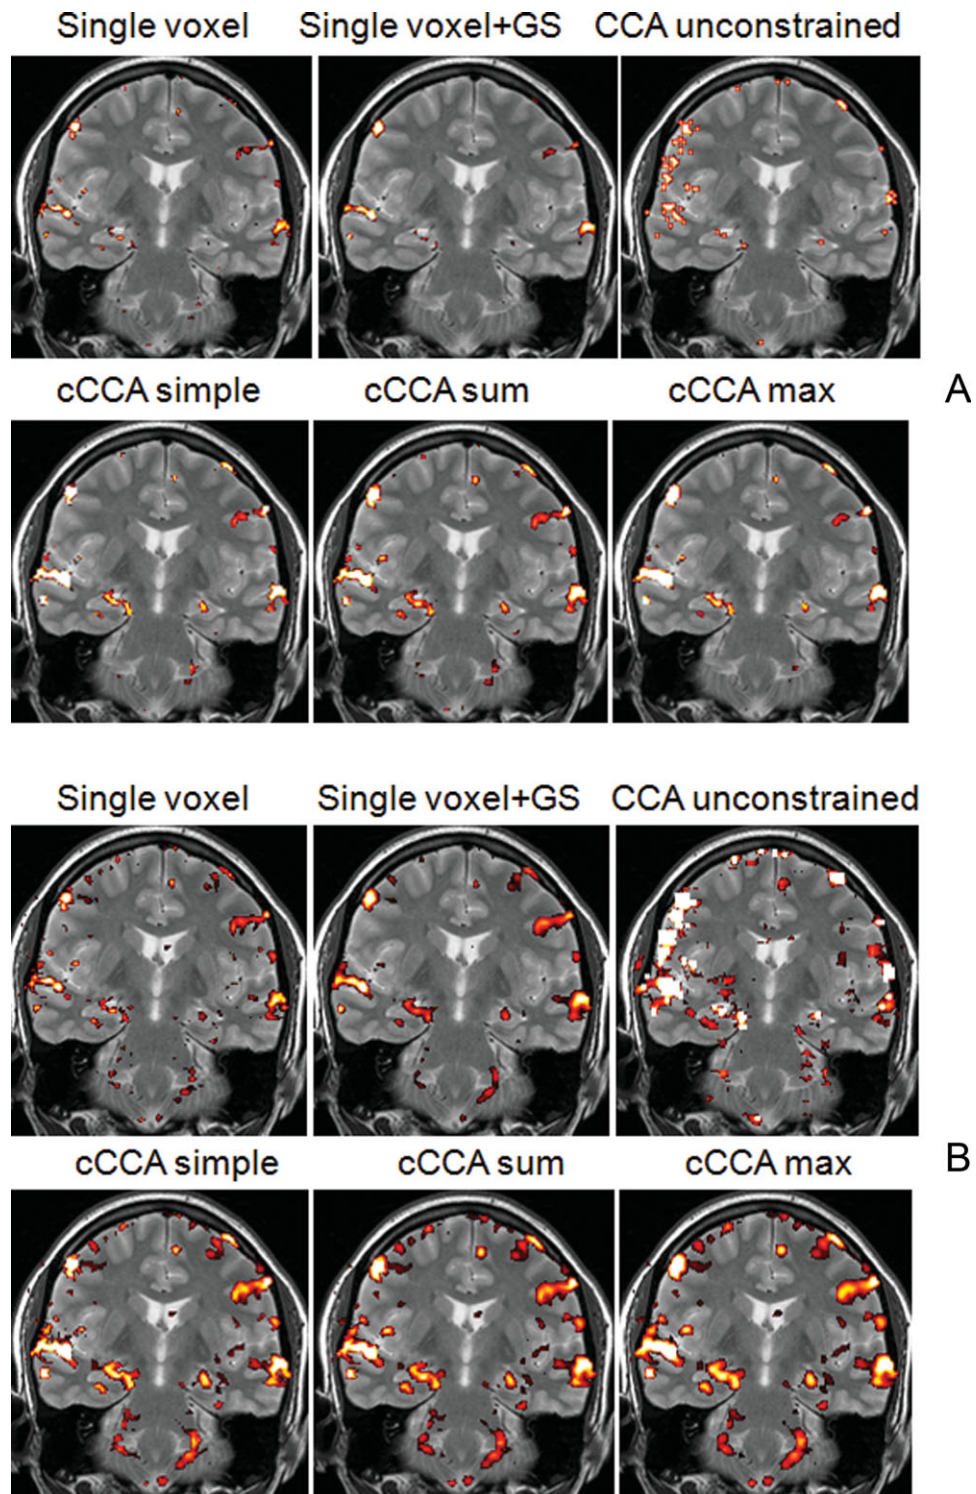 Single voxel Single voxel+GS CCA unconstrained
cCCA simple cCCA sum cCCA max A
Single voxel Single voxel+GS CCA unconstrained
cCCA simple cCCA sum cCCA max B